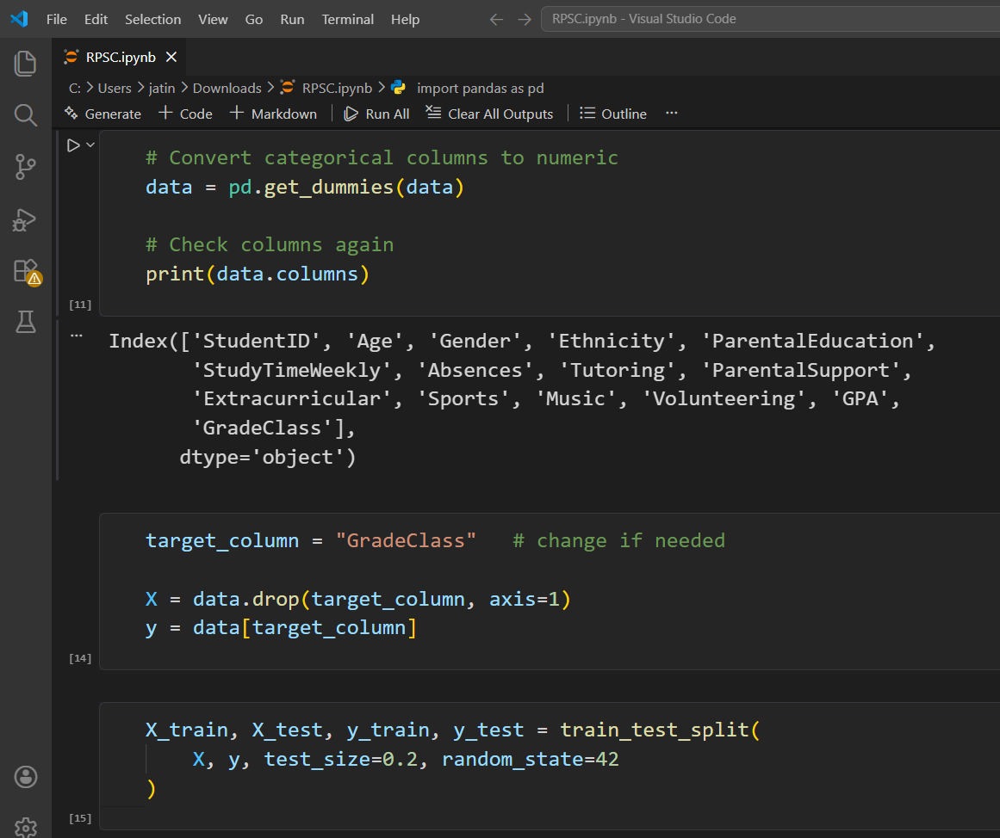 File Edit Selection View Go Run Terminal Help RPSC.ipynb - Visual Studio Code
RPSC.ipynb
C: > Users > jatin > Downloads > RPSC.ipynb > import pandas as pd
Generate + Code + Markdown Run All Clear All Outputs Outline ...
# Convert categorical columns to numeric
data = pd.get_dummies(data)
# Check columns again
print(data.columns)
[11]
... Index(['StudentID', 'Age', 'Gender', 'Ethnicity', 'ParentalEducation',
'StudyTimeWeekly', 'Absences', 'Tutoring', 'ParentalSupport',
'Extracurricular', 'Sports', 'Music', 'Volunteering', 'GPA',
'GradeClass'],
dtype='object')
target_column = "GradeClass" # change if needed
X = data.drop(target_column, axis=1)
y = data[target_column]
[14]
X_train, X_test, y_train, y_test = train_test_split(
X, y, test_size=0.2, random_state=42
)
[15]